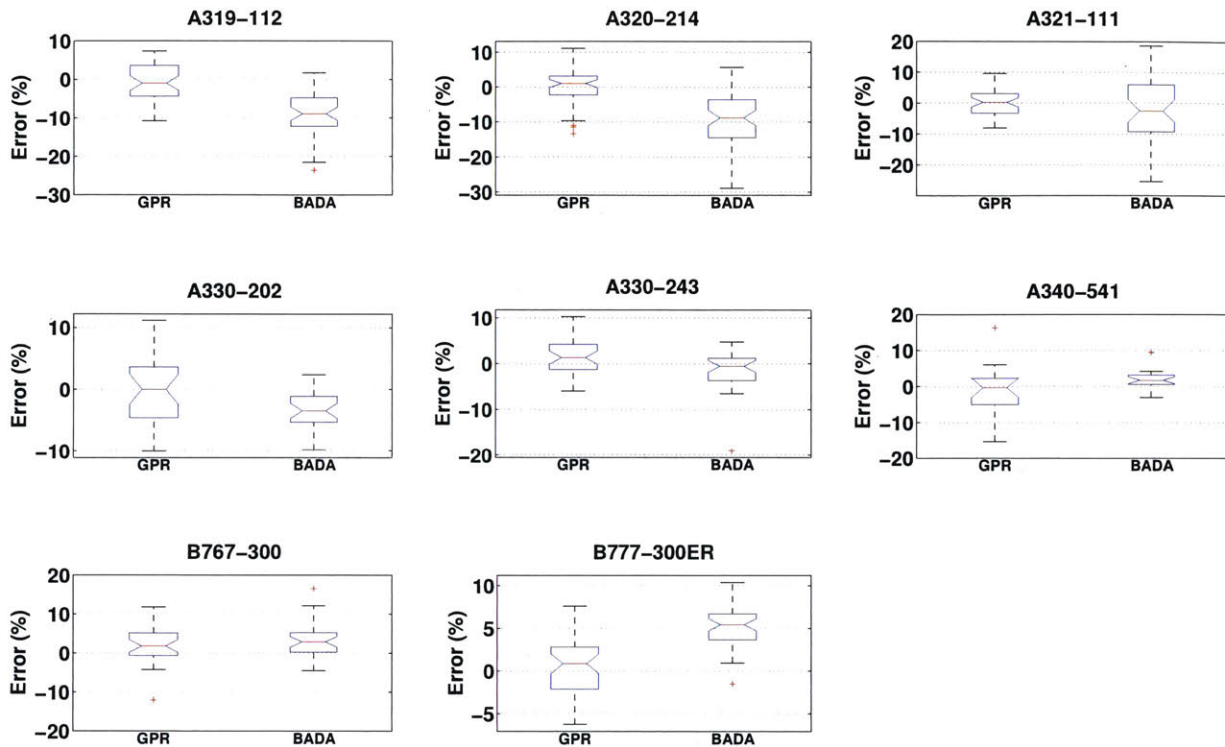 A319−112
A320−214
A321−111
Error (%)
10
0
−10
−20
−30
GPR
BADA
Error (%)
10
0
−10
−20
−30
GPR
BADA
Error (%)
20
10
0
−10
−20
GPR
BADA
A330−202
A330−243
A340−541
Error (%)
10
0
−10
GPR
BADA
Error (%)
10
0
−10
−20
GPR
BADA
Error (%)
20
10
0
−10
−20
GPR
BADA
B767−300
B777−300ER
Error (%)
20
10
0
−10
−20
GPR
BADA
Error (%)
10
5
0
−5
GPR
BADA